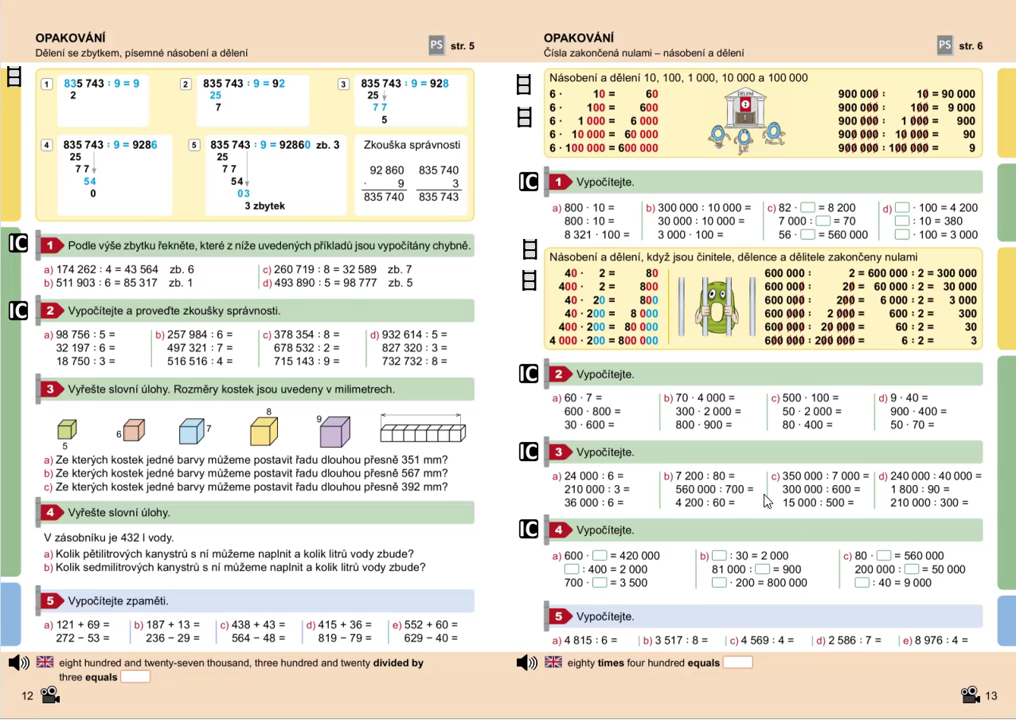 OPAKOVÁNÍ
Dělení se zbytkem, písemné násobení a dělení
PS str. 5
1 835 743 : 9 = 9
2
2 835 743 : 9 = 92
25
7
3 835 743 : 9 = 928
25
7 7
5
4 835 743 : 9 = 9286
25
7 7
54
0
5 835 743 : 9 = 92860 zb. 3
25
7 7
54
03
3 zbytek
Zkouška správnosti
92 860 835 740
· 9 3
835 740 835 743
1 Podle výše zbytku řekněte, které z níže uvedených příkladů jsou vypočítány chybně.
a) 174 262 : 4 = 43 564 zb. 6 c) 260 719 : 8 = 32 589 zb. 7
b) 511 903 : 6 = 85 317 zb. 1 d) 493 890 : 5 = 98 777 zb. 5
2 Vypočítejte a proveďte zkoušky správnosti.
a) 98 756 : 5 = b) 257 984 : 6 = c) 378 354 : 8 = d) 932 614 : 5 =
32 197 : 6 = 497 321 : 7 = 678 532 : 2 = 827 320 : 3 =
18 750 : 3 = 516 516 : 4 = 715 143 : 9 = 732 732 : 8 =
3 Vyřešte slovní úlohy. Rozměry kostek jsou uvedeny v milimetrech.
5 6 7 8 9
a) Ze kterých kostek jedné barvy můžeme postavit řadu dlouhou přesně 351 mm?
b) Ze kterých kostek jedné barvy můžeme postavit řadu dlouhou přesně 567 mm?
c) Ze kterých kostek jedné barvy můžeme postavit řadu dlouhou přesně 392 mm?
4 Vyřešte slovní úlohy.
V zásobníku je 432 l vody.
a) Kolik pětilitrových kanystrů s ní můžeme naplnit a kolik litrů vody zbude?
b) Kolik sedmilitrových kanystrů s ní můžeme naplnit a kolik litrů vody zbude?
5 Vypočítejte zpaměti.
a) 121 + 69 = b) 187 + 13 = c) 438 + 43 = d) 415 + 36 = e) 552 + 60 =
272 − 53 = 236 − 29 = 564 − 48 = 819 − 79 = 629 − 40 =
eight hundred and twenty-seven thousand, three hundred and twenty divided by
three equals
12
OPAKOVÁNÍ
Čísla zakončená nulami – násobení a dělení
PS str. 6
Násobení a dělení 10, 100, 1 000, 10 000 a 100 000
6 · 10 = 60 900 000 : 10 = 90 000
6 · 100 = 600 900 000 : 100 = 9 000
6 · 1 000 = 6 000 900 000 : 1 000 = 900
6 · 10 000 = 60 000 900 000 : 10 000 = 90
6 · 100 000 = 600 000 900 000 : 100 000 = 9
DĚLENÍ
1 Vypočítejte.
a) 800 · 10 = b) 300 000 : 10 000 = c) 82 · = 8 200 d) · 100 = 4 200
800 : 10 = 30 000 : 10 000 = 7 000 : = 70 : 10 = 380
8 321 · 100 = 3 000 · 100 = 56 · = 560 000 · 100 = 3 000
Násobení a dělení, když jsou činitele, dělence a dělitele zakončeny nulami
40 · 2 = 80 600 000 : 2 = 600 000 : 2 = 300 000
400 · 2 = 800 600 000 : 20 = 60 000 : 2 = 30 000
40 · 20 = 800 600 000 : 200 = 6 000 : 2 = 3 000
40 · 200 = 8 000 600 000 : 2 000 = 600 : 2 = 300
400 · 200 = 80 000 600 000 : 20 000 = 60 : 2 = 30
4 000 · 200 = 800 000 600 000 : 200 000 = 6 : 2 = 3
2 Vypočítejte.
a) 60 · 7 = b) 70 · 4 000 = c) 500 · 100 = d) 9 · 40 =
600 · 800 = 300 · 2 000 = 50 · 2 000 = 900 · 400 =
30 · 600 = 800 · 900 = 80 · 400 = 50 · 70 =
3 Vypočítejte.
a) 24 000 : 6 = b) 7 200 : 80 = c) 350 000 : 7 000 = d) 240 000 : 40 000 =
210 000 : 3 = 560 000 : 700 = 300 000 : 600 = 1 800 : 90 =
36 000 : 6 = 4 200 : 60 = 15 000 : 500 = 210 000 : 300 =
4 Vypočítejte.
a) 600 · = 420 000 b) : 30 = 2 000 c) 80 · = 560 000
: 400 = 2 000 81 000 : = 900 200 000 : = 50 000
700 · = 3 500 · 200 = 800 000 : 40 = 9 000
5 Vypočítejte.
a) 4 815 : 6 = b) 3 517 : 8 = c) 4 569 : 4 = d) 2 586 : 7 = e) 8 976 : 4 =
eighty times four hundred equals
13